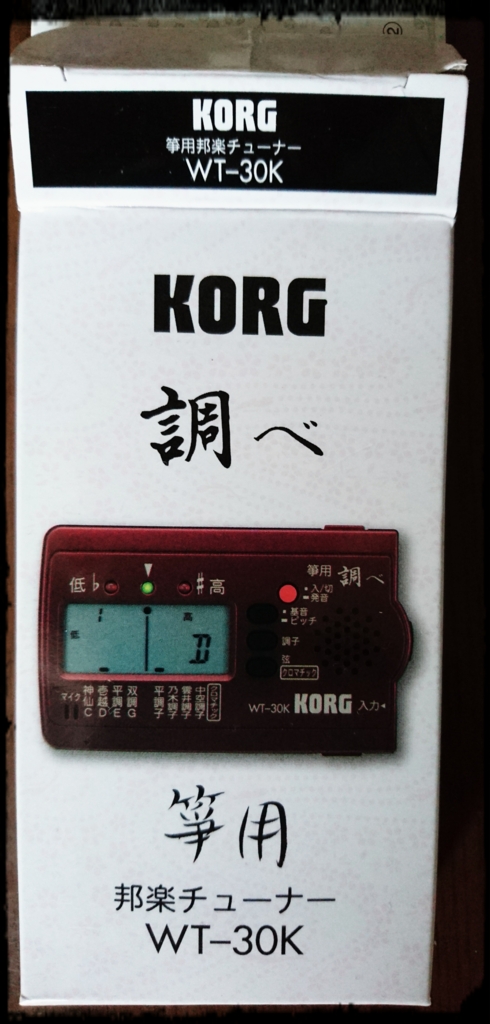 ②
KORG
箏用邦楽チューナー
WT-30K
KORG
調べ
低♭ ♯高
箏用 調べ
・入/切
━発音
・基音
━ピッチ
調子
弦
クロマチック
1
高
低
D
マイク
神仙C
壱越D
平調E
双調G
平調子
乃木調子
雲井調子
中空調子
クロマチック
WT-30K KORG 入力◂
箏用
邦楽チューナー
WT-30K